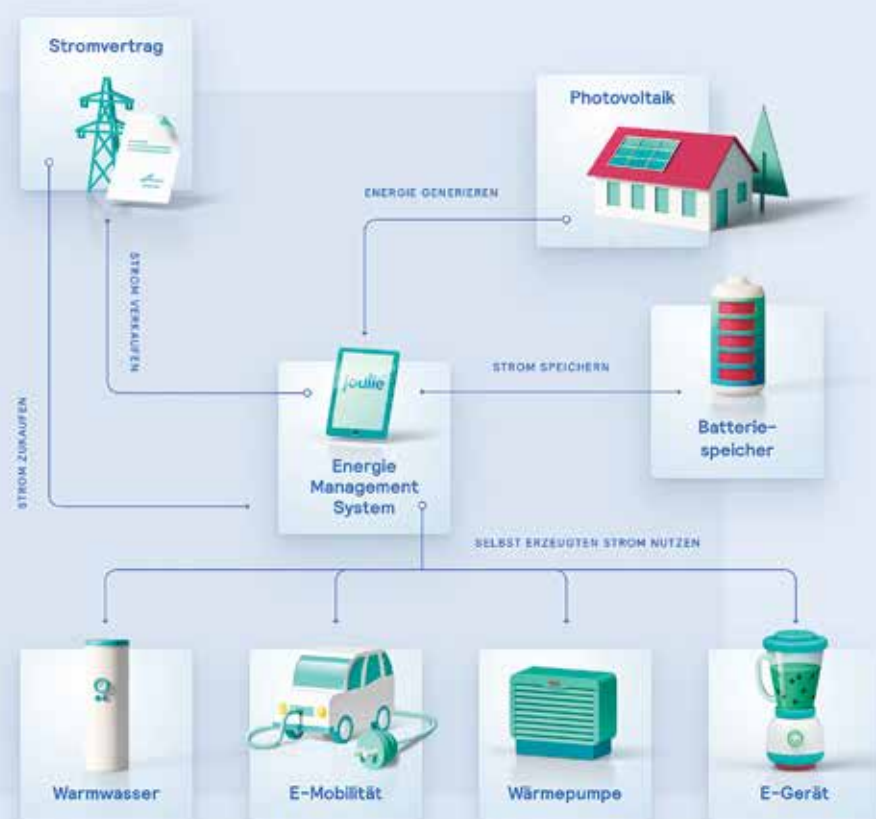 Stromvertrag
Photovoltaik
ENERGIE GENERIEREN
STROM VERKAUFEN
joulie
STROM SPEICHERN
STROM ZUKAUFEN
Batterie-
speicher
Energie
Management
System
SELBST ERZEUGTEN STROM NUTZEN
Warmwasser
E-Mobilität
Wärmepumpe
E-Gerät